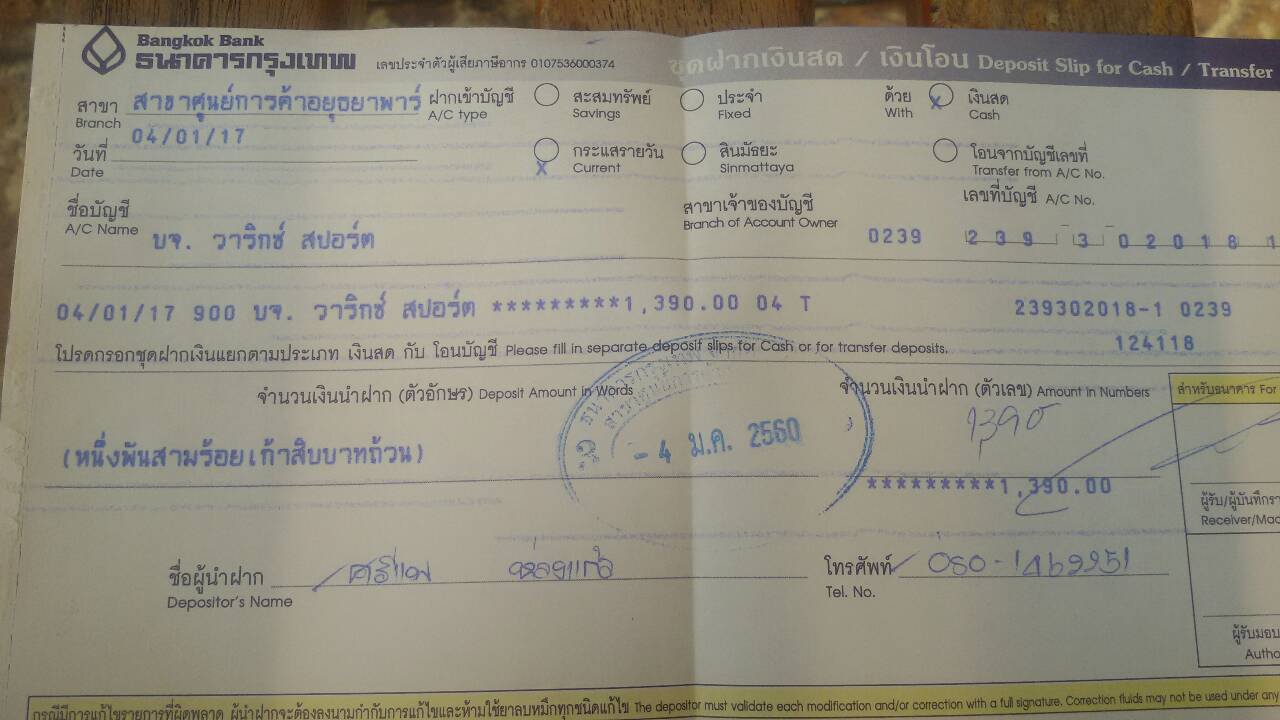 Bangkok Bank
ธนาคารกรุงเทพ เลขประจำตัวผู้เสียภาษีอากร 0107536000374
ชุดฝากเงินสด / เงินโอน Deposit Slip for Cash / Transfer
สาขา สาขาศูนย์การค้าอยุธยาพาร์ ฝากเข้าบัญชี สะสมทรัพย์ ประจำ ด้วย x เงินสด
Branch A/C type Savings Fixed With Cash
04/01/17
วันที่ กระแสรายวัน สินมัธยะ โอนจากบัญชีเลขที่
Date x Current Sinmattaya Transfer from A/C No.
ชื่อบัญชี สาขาเจ้าของบัญชี เลขที่บัญชี A/C No.
A/C Name Branch of Account Owner
บจ. วาริกซ์ สปอร์ต 0239 239 3 02018 1
04/01/17 900 บจ. วาริกซ์ สปอร์ต *********1,390.00 04 T 239302018-1 0239
โปรดกรอกชุดฝากเงินแยกตามประเภท เงินสด กับ โอนบัญชี Please fill in separate deposit slips for Cash or for transfer deposits. 124118
จำนวนเงินนำฝาก (ตัวอักษร) Deposit Amount in Words จำนวนเงินนำฝาก (ตัวเลข) Amount in Numbers สำหรับธนาคาร For
1390
- 4 ม.ค. 2560
(หนึ่งพันสามร้อยเก้าสิบบาทถ้วน)
*********1,390.00
ผู้รับ/ผู้บันทึกรา
Receiver/Mac
ชื่อผู้นำฝาก โทรศัพท์
Depositor's Name Tel. No.
ผู้รับมอบ
Autho
กรณีมีการแก้ไขรายการที่ผิดพลาด ผู้นำฝากจะต้องลงนามกำกับการแก้ไขและห้ามใช้ยาลบหมึกทุกชนิดแก้ไข The depositor must validate each modification and/or correction with a full signature. Correction fluids may not be used under any